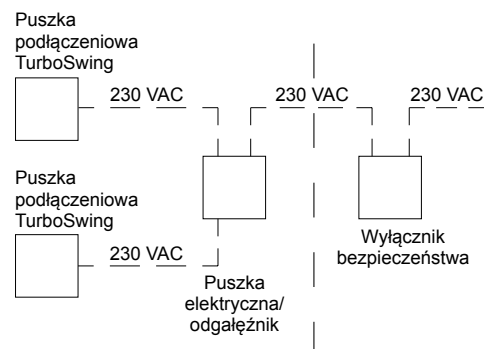 Puszka
podłączeniowa
TurboSwing
230 VAC
230 VAC
230 VAC
Puszka
podłączeniowa
TurboSwing
230 VAC
Puszka
elektryczna/
odgałęźnik
Wyłącznik
bezpieczeństwa